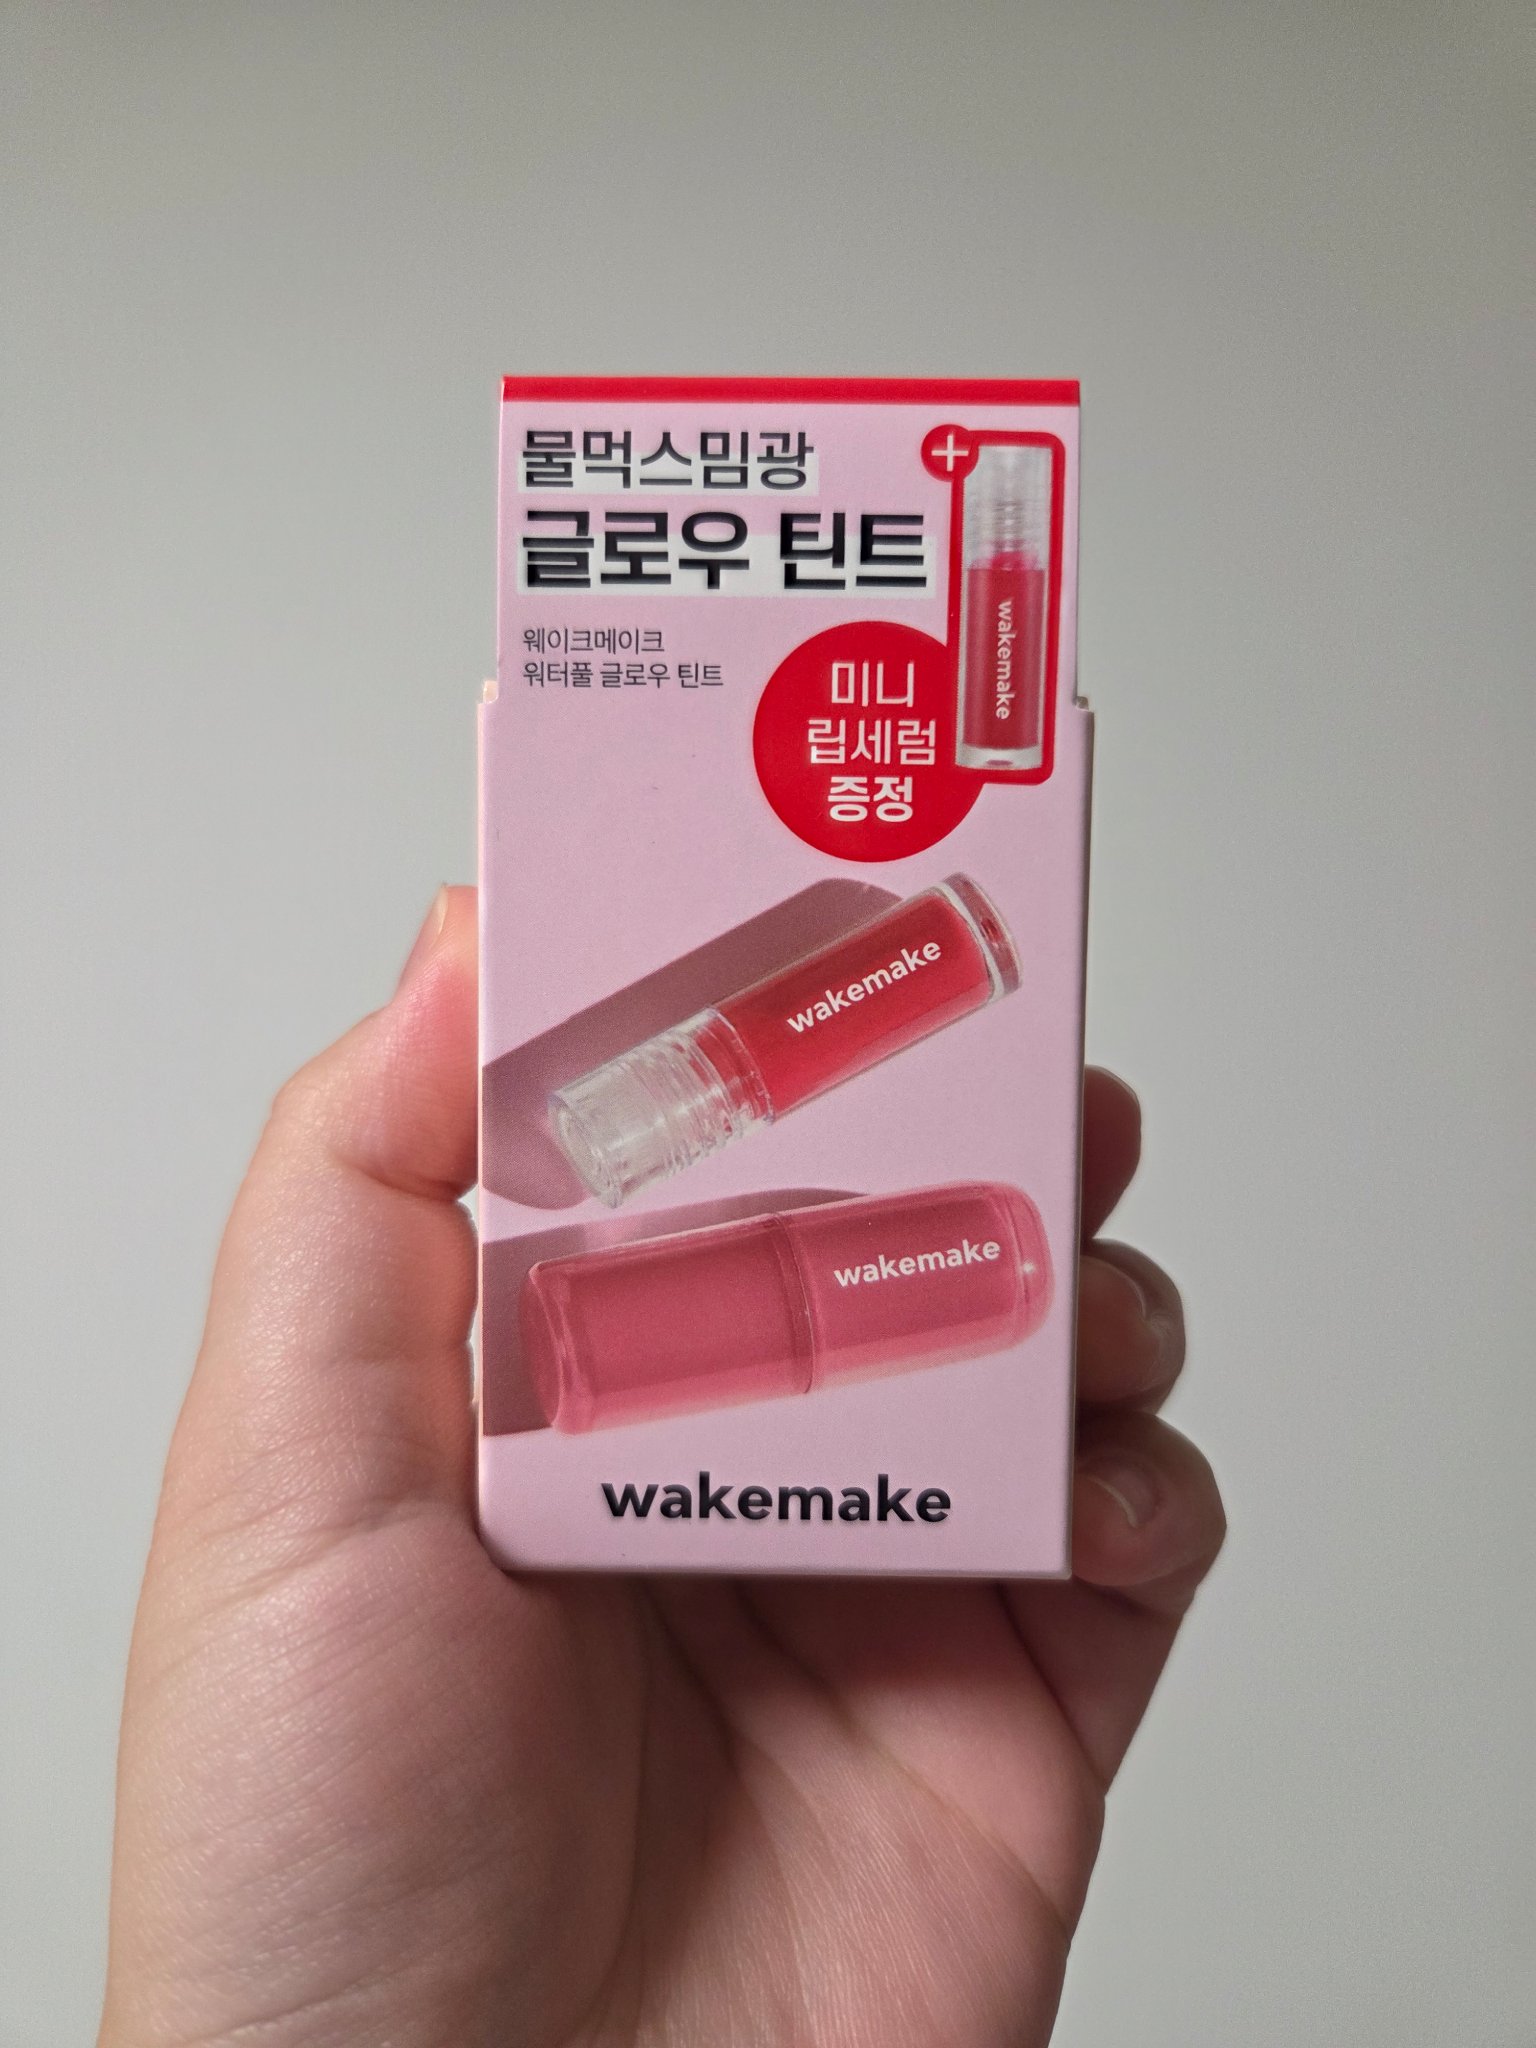 물먹스밈광
글로우 틴트
웨이크메이크
워터풀 글로우 틴트
+
wakemake
미니
립세럼
증정
wakemake
wakemake
wakemake